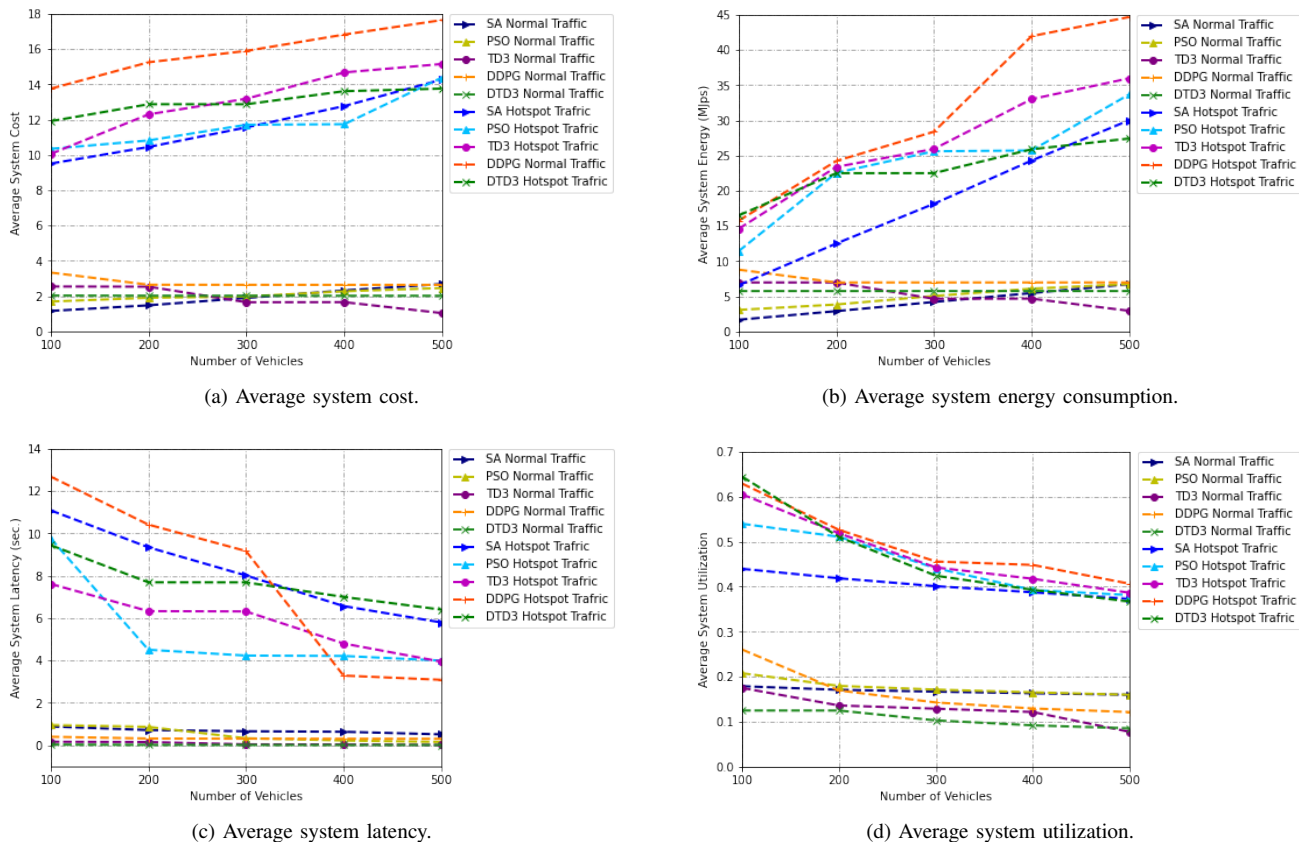 18
16
14
12
10
8
6
4
2
0
100
200
300
400
500
Average System Cost
Number of Vehicles
SA Normal Traffic
PSO Normal Traffic
TD3 Normal Traffic
DDPG Normal Traffic
DTD3 Normal Traffic
SA Hotspot Trafric
PSO Hotspot Trafric
TD3 Hotspot Trafric
DDPG Normal Traffic
DTD3 Hotspot Trafric
(a) Average system cost.
45
40
35
30
25
20
15
10
5
0
100
200
300
400
500
Average System Energy (MJps)
Number of Vehicles
SA Normal Traffic
PSO Normal Traffic
TD3 Normal Traffic
DDPG Normal Traffic
DTD3 Normal Traffic
SA Hotspot Trafric
PSO Hotspot Trafric
TD3 Hotspot Trafric
DDPG Hotspot Trafric
DTD3 Hotspot Trafric
(b) Average system energy consumption.
14
12
10
8
6
4
2
0
100
200
300
400
500
Average System Latency (sec.)
Number of Vehicles
SA Normal Traffic
PSO Normal Traffic
TD3 Normal Traffic
DDPG Normal Traffic
DTD3 Normal Traffic
SA Hotspot Trafric
PSO Hotspot Trafric
TD3 Hotspot Trafric
DDPG Hotspot Trafric
DTD3 Hotspot Trafric
(c) Average system latency.
0.7
0.6
0.5
0.4
0.3
0.2
0.1
0.0
100
200
300
400
500
Average System Utilization
Number of Vehicles
SA Normal Traffic
PSO Normal Traffic
TD3 Normal Traffic
DDPG Normal Traffic
DTD3 Normal Traffic
SA Hotspot Trafric
PSO Hotspot Trafric
TD3 Hotspot Trafric
DDPG Hotspot Trafric
DTD3 Hotspot Trafric
(d) Average system utilization.